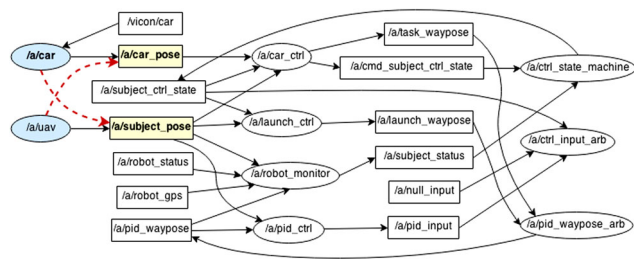 /vicon/car
/a/car
/a/car_pose
/a/car_ctrl
/a/task_waypose
/a/cmd_subject_ctrl_state
/a/ctrl_state_machine
/a/subject_ctrl_state
/a/uav
/a/subject_pose
/a/launch_ctrl
/a/launch_waypose
/a/ctrl_input_arb
/a/robot_status
/a/robot_monitor
/a/subject_status
/a/robot_gps
/a/null_input
/a/pid_waypose
/a/pid_ctrl
/a/pid_input
/a/pid_waypose_arb